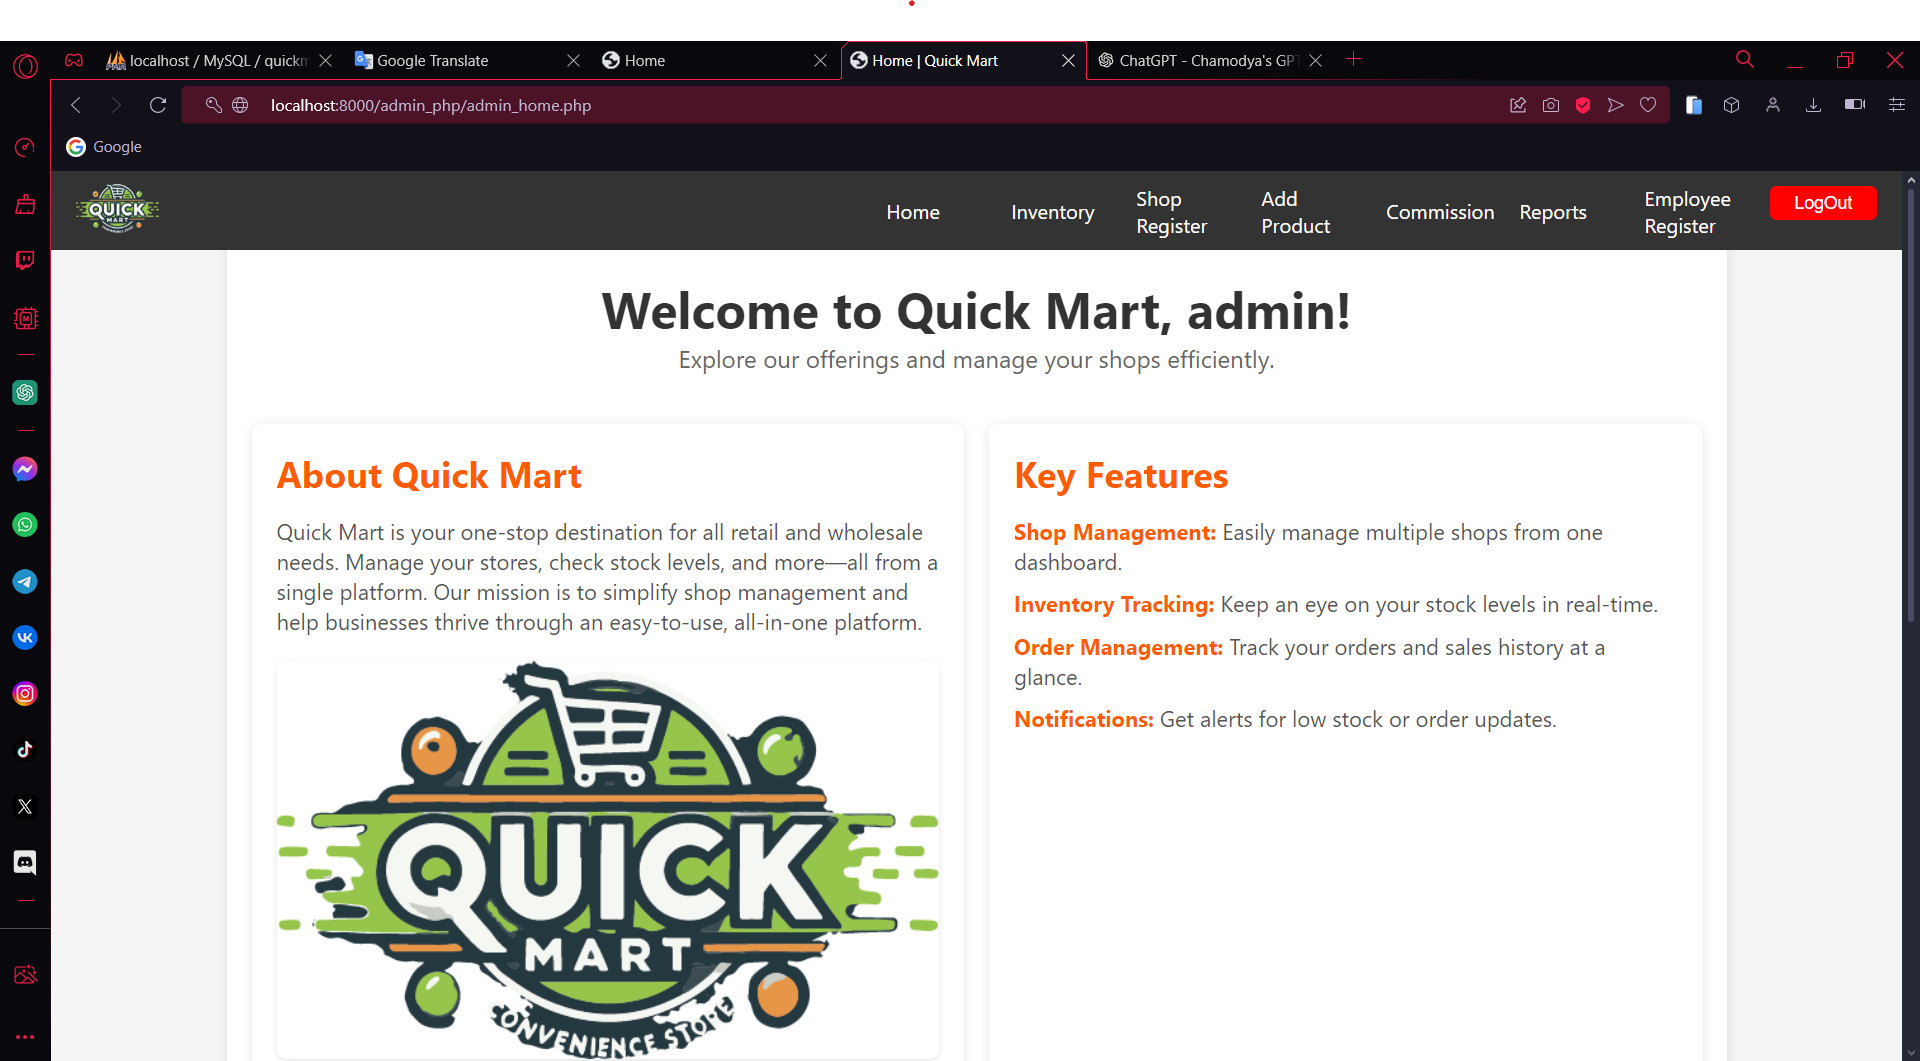 localhost / MySQL / quickm
Google Translate
Home
Home | Quick Mart
ChatGPT - Chamodya's GPT
localhost:8000/admin_php/admin_home.php
Google
QUICK
MART
Home
Inventory
Shop
Register
Add
Product
Commission
Reports
Employee
Register
LogOut
Welcome to Quick Mart, admin!
Explore our offerings and manage your shops efficiently.
About Quick Mart
Quick Mart is your one-stop destination for all retail and wholesale
needs. Manage your stores, check stock levels, and more—all from a
single platform. Our mission is to simplify shop management and
help businesses thrive through an easy-to-use, all-in-one platform.
QUICK
MART
CONVENIENCE STORE
Key Features
Shop Management: Easily manage multiple shops from one
dashboard.
Inventory Tracking: Keep an eye on your stock levels in real-time.
Order Management: Track your orders and sales history at a
glance.
Notifications: Get alerts for low stock or order updates.